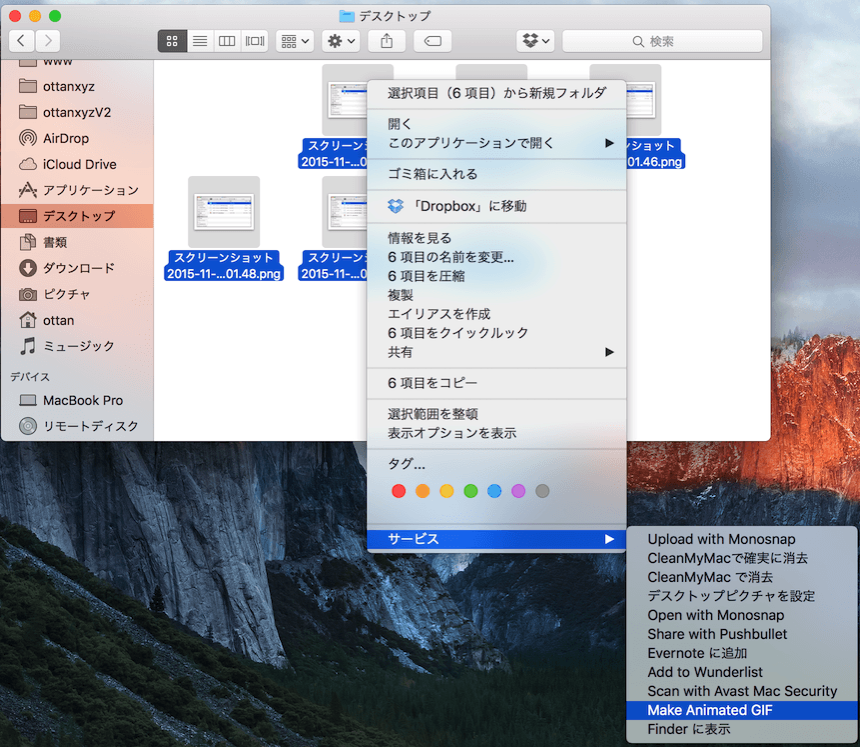 デスクトップ
検索
www
ottanxyz
ottanxyzV2
AirDrop
iCloud Drive
アプリケーション
デスクトップ
書類
ダウンロード
ピクチャ
ottan
ミュージック
デバイス
MacBook Pro
リモートディスク
スクリーン
2015-11-...0
ショット
01.46.png
スクリーンショット
2015-11-...01.48.png
スクリーン
2015-11-...0
選択項目（6 項目）から新規フォルダ
開く
このアプリケーションで開く
ゴミ箱に入れる
「Dropbox」に移動
情報を見る
6 項目の名前を変更...
6 項目を圧縮
複製
エイリアスを作成
6 項目をクイックルック
共有
6 項目をコピー
選択範囲を整頓
表示オプションを表示
タグ...
サービス
Upload with Monosnap
CleanMyMacで確実に消去
CleanMyMac で消去
デスクトップピクチャを設定
Open with Monosnap
Share with Pushbullet
Evernote に追加
Add to Wunderlist
Scan with Avast Mac Security
Make Animated GIF
Finder に表示